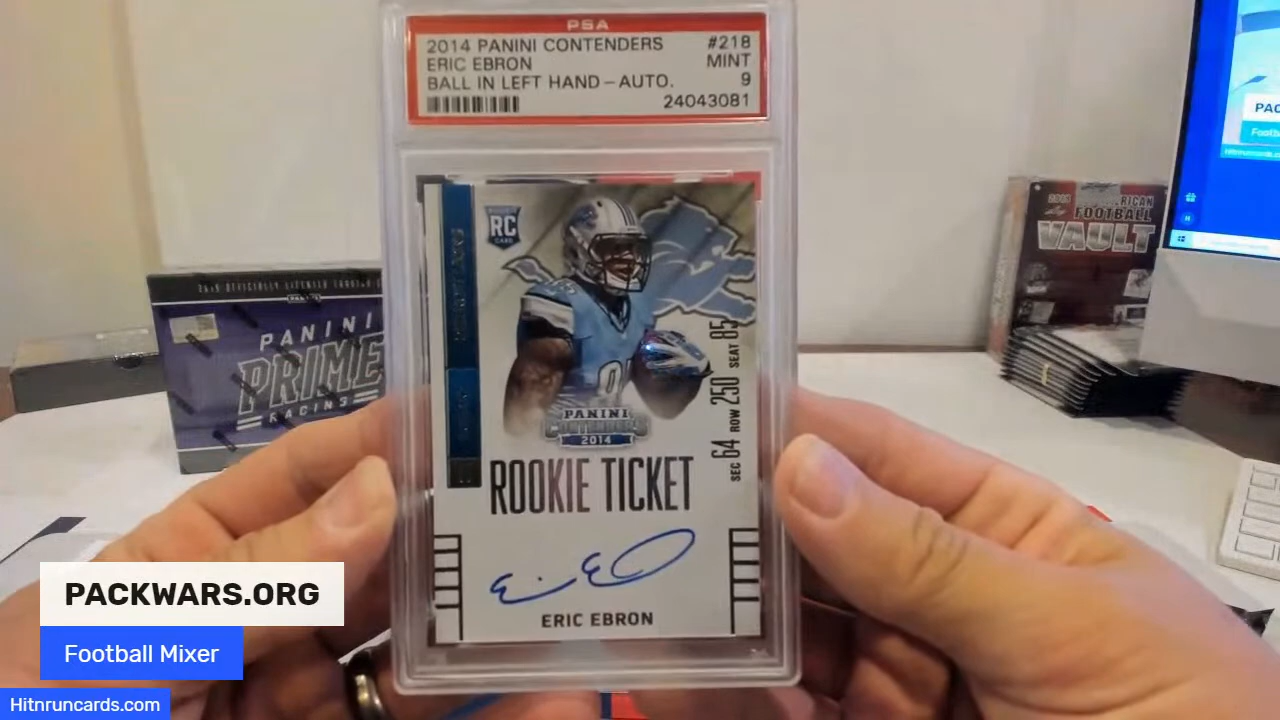 PSA
2014 PANINI CONTENDERS #218
ERIC EBRON MINT
BALL IN LEFT HAND – AUTO. 9
24043081
RC
SEC 64 ROW 250 SEAT 85
PANINI
CONTENDERS
2014
ROOKIE TICKET
ERIC EBRON
PANINI
PRIME
RACING
FOOTBALL
VAULT
PACKWARS.ORG
Football Mixer
Hitnruncards.com